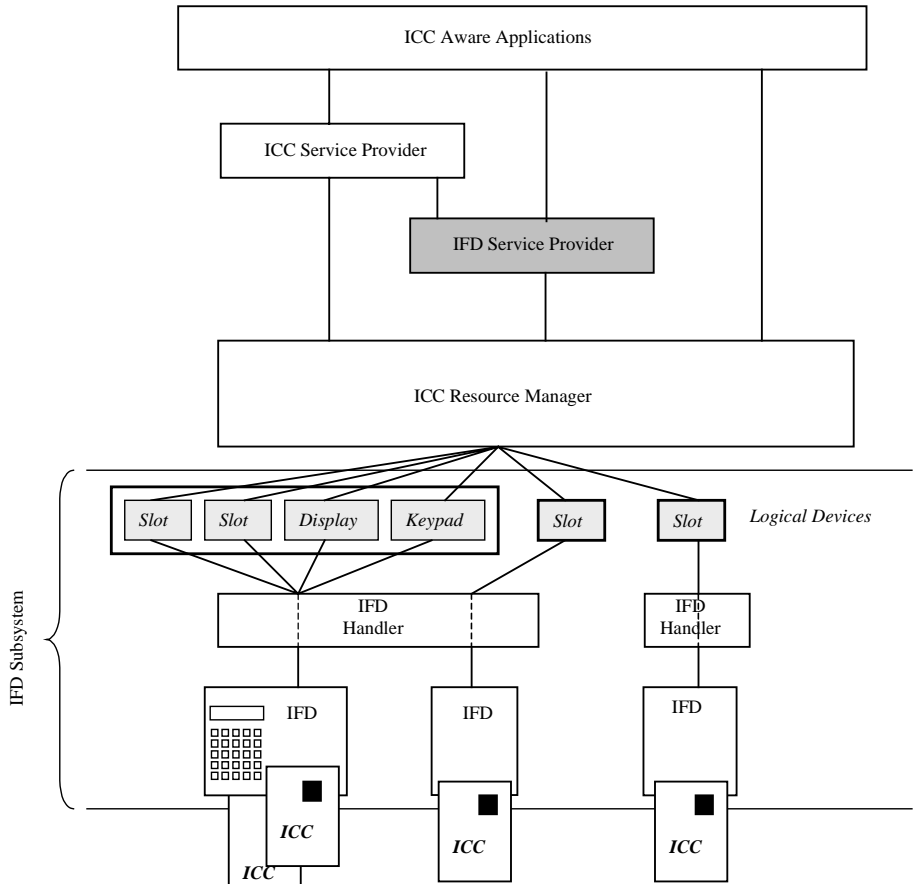 ICC Aware Applications
ICC Service Provider
IFD Service Provider
ICC Resource Manager
Slot
Slot
Display
Keypad
Slot
Slot
Logical Devices
IFD Subsystem
IFD
Handler
IFD
Handler
IFD
IFD
IFD
ICC
ICC
ICC
ICC